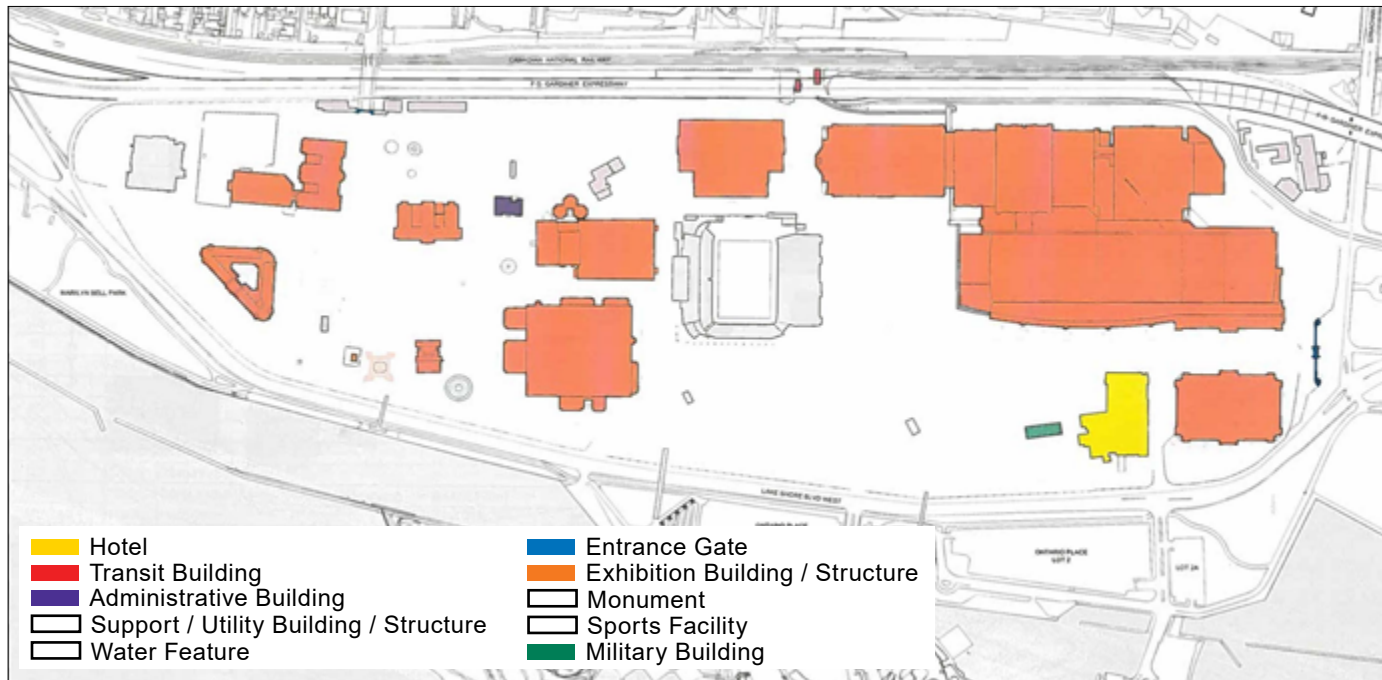 CANADIAN NATIONAL RAILWAY
F.G. GARDINER EXPRESSWAY
MARILYN BELL PARK
LAKE SHORE BLVD WEST
ONTARIO PLACE
ONTARIO PLACE
LOT 2
LOT 2A
Hotel
Transit Building
Administrative Building
Support / Utility Building / Structure
Water Feature
Entrance Gate
Exhibition Building / Structure
Monument
Sports Facility
Military Building